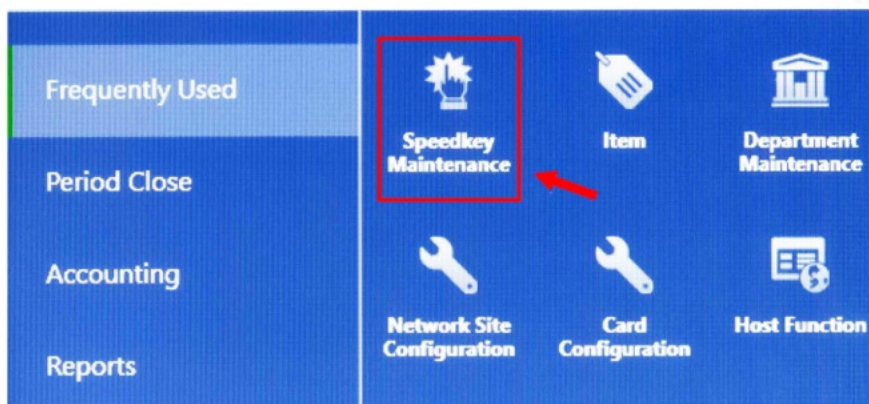 Frequently Used
Period Close
Accounting
Reports
Speedkey
Maintenance
Item
Department
Maintenance
Network Site
Configuration
Card
Configuration
Host Function